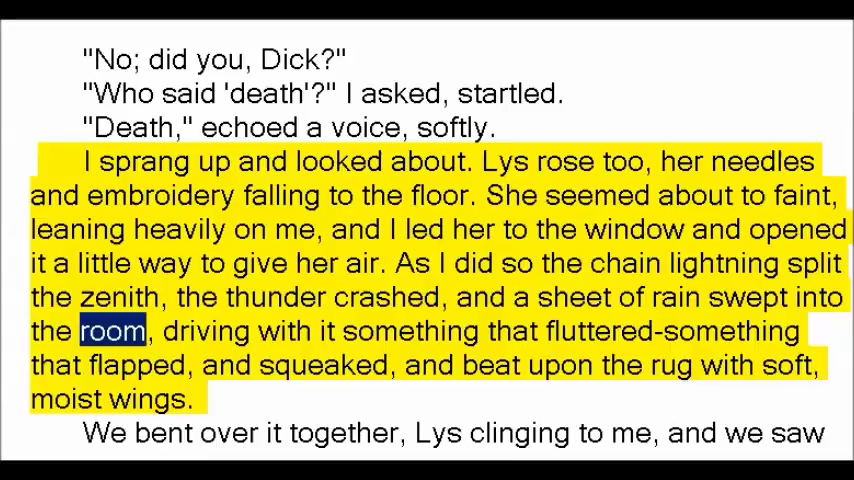 "No; did you, Dick?"
"Who said 'death'?" I asked, startled.
"Death," echoed a voice, softly.
I sprang up and looked about. Lys rose too, her needles
and embroidery falling to the floor. She seemed about to faint,
leaning heavily on me, and I led her to the window and opened
it a little way to give her air. As I did so the chain lightning split
the zenith, the thunder crashed, and a sheet of rain swept into
the room, driving with it something that fluttered-something
that flapped, and squeaked, and beat upon the rug with soft,
moist wings.
We bent over it together, Lys clinging to me, and we saw